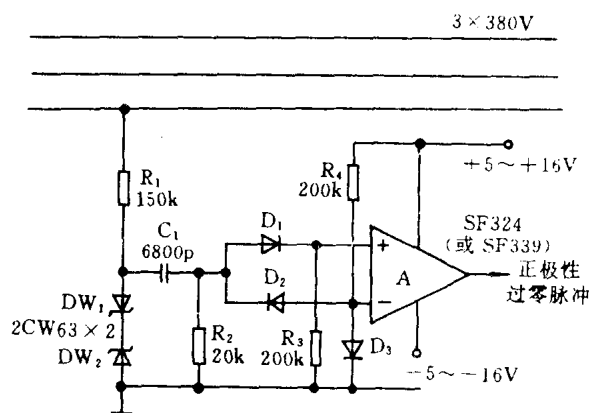 3×380V
R₁
150k
C₁
6800p
DW₁
2CW63×2
DW₂
R₂
20k
D₁
D₂
R₃
200k
R₄
200k
D₃
+
A
−
+5～+16V
SF324
(或 SF339)
正极性
过零脉冲
−5～−16V